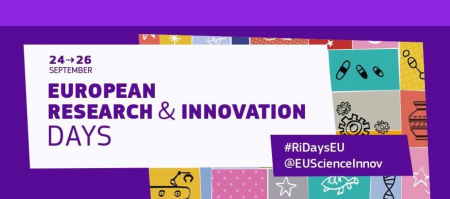 24→26
SEPTEMBER
EUROPEAN
RESEARCH & INNOVATION
DAYS
#RiDaysEU
@EUScienceInnov